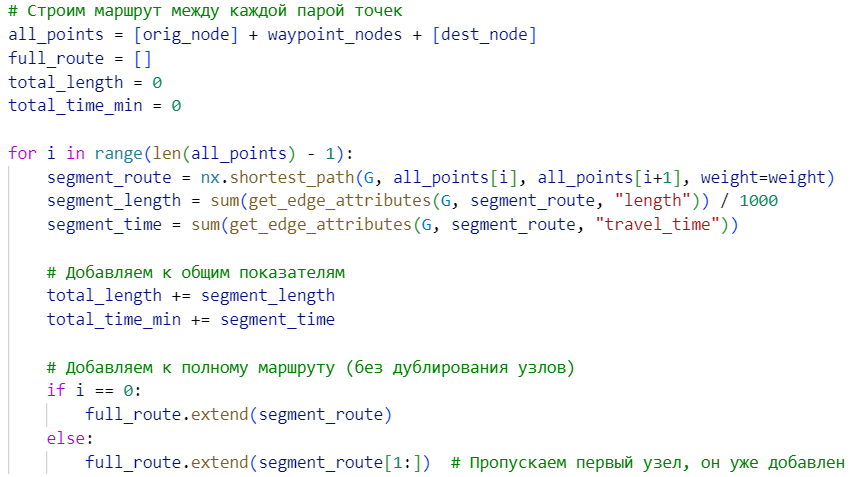 # Строим маршрут между каждой парой точек
all_points = [orig_node] + waypoint_nodes + [dest_node]
full_route = []
total_length = 0
total_time_min = 0

for i in range(len(all_points) - 1):
    segment_route = nx.shortest_path(G, all_points[i], all_points[i+1], weight=weight)
    segment_length = sum(get_edge_attributes(G, segment_route, "length")) / 1000
    segment_time = sum(get_edge_attributes(G, segment_route, "travel_time"))

    # Добавляем к общим показателям
    total_length += segment_length
    total_time_min += segment_time

    # Добавляем к полному маршруту (без дублирования узлов)
    if i == 0:
        full_route.extend(segment_route)
    else:
        full_route.extend(segment_route[1:])  # Пропускаем первый узел, он уже добавлен